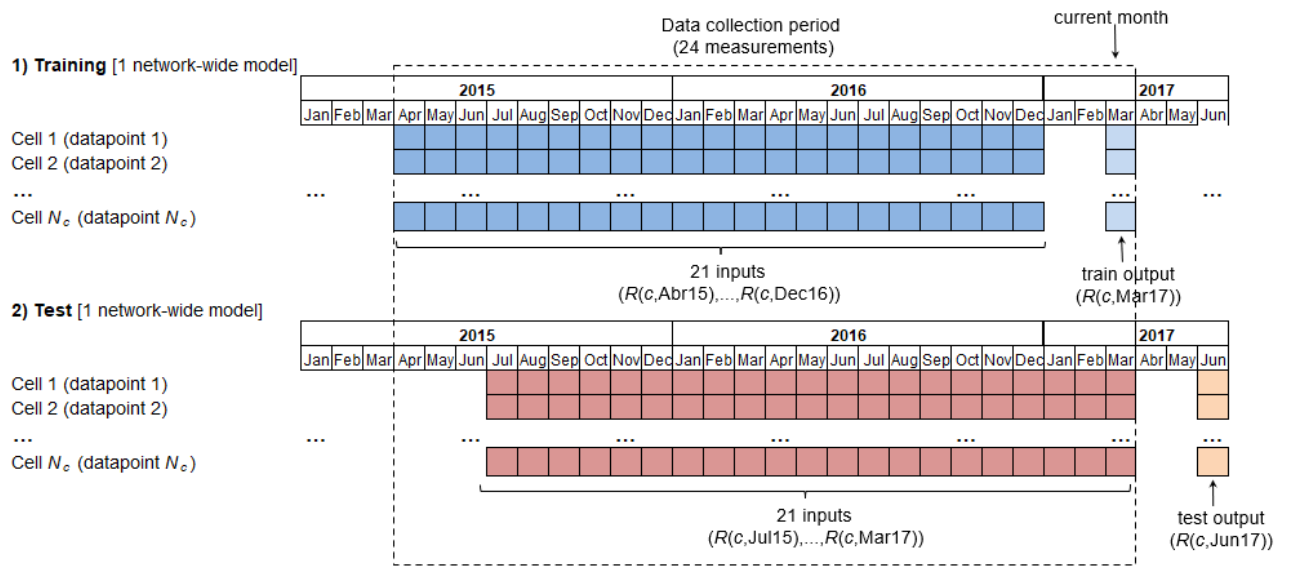 current month
Data collection period
(24 measurements)
1) Training [1 network-wide model]
2015 2016 2017
Jan Feb Mar Apr May Jun Jul Aug Sep Oct Nov Dec Jan Feb Mar Apr May Jun Jul Aug Sep Oct Nov Dec Jan Feb Mar Abr May Jun
Cell 1 (datapoint 1)
Cell 2 (datapoint 2)
... ... ... ... ... ... ... ...
Cell Nc (datapoint Nc)
21 inputs
(R(c,Abr15),...,R(c,Dec16))
train output
(R(c,Mar17))
2) Test [1 network-wide model]
2015 2016 2017
Jan Feb Mar Apr May Jun Jul Aug Sep Oct Nov Dec Jan Feb Mar Apr May Jun Jul Aug Sep Oct Nov Dec Jan Feb Mar Abr May Jun
Cell 1 (datapoint 1)
Cell 2 (datapoint 2)
... ... ... ... ... ... ... ...
Cell Nc (datapoint Nc)
21 inputs
(R(c,Jul15),...,R(c,Mar17))
test output
(R(c,Jun17))